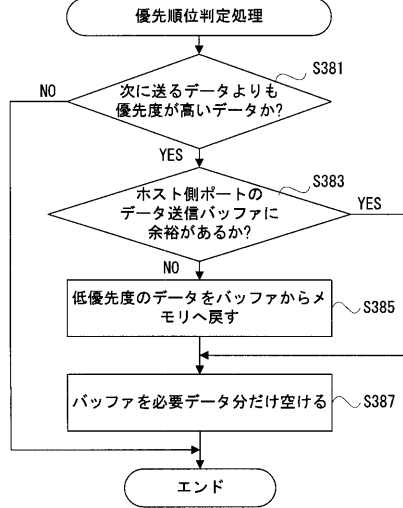 優先順位判定処理
S381
NO
次に送るデータよりも
優先度が高いデータか?
YES
S383
ホスト側ポートの
データ送信バッファに
余裕があるか?
YES
NO
低優先度のデータをバッファからメ
モリへ戻す
S385
バッファを必要データ分だけ空ける
S387
エンド